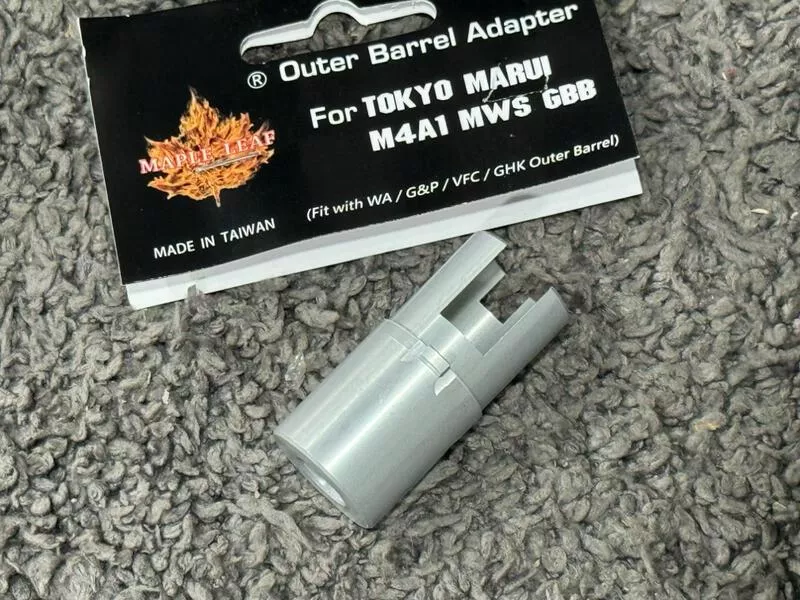 ® Outer Barrel Adapter
For TOKYO MARUI
M4A1 MWS GBB
MAPLE LEAF
(Fit with WA / G&P / VFC / GHK Outer Barrel)
MADE IN TAIWAN